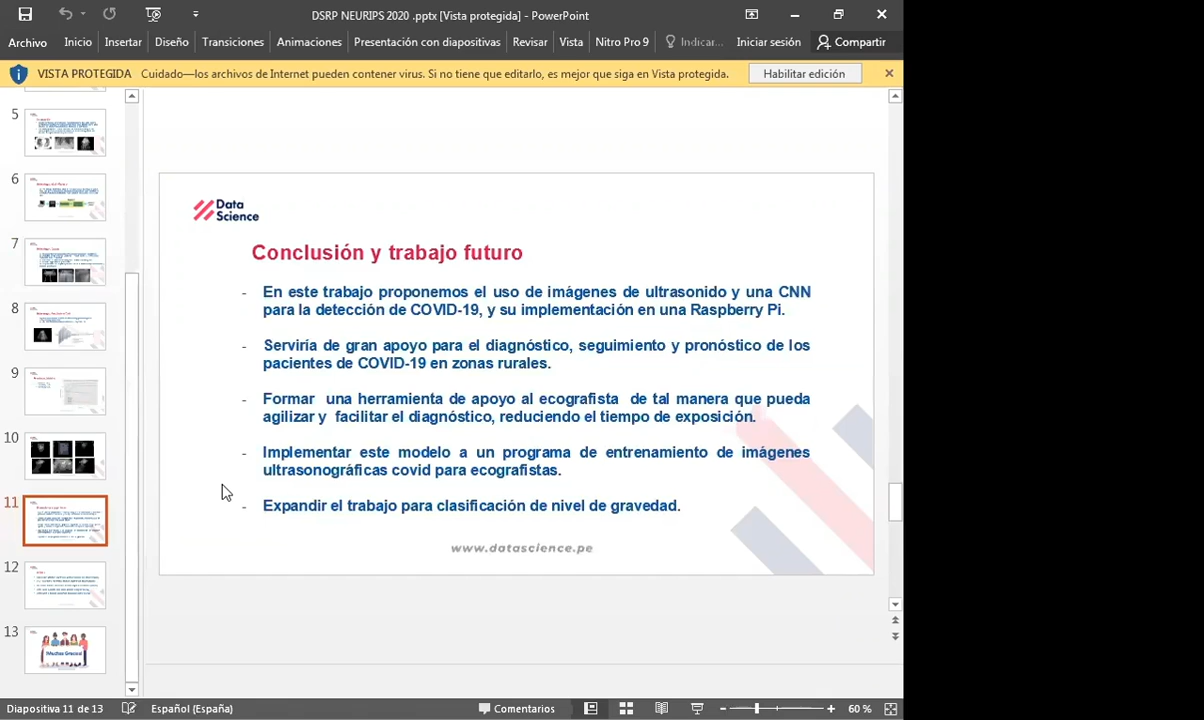 DSRP NEURIPS 2020 .pptx [Vista protegida] - PowerPoint
Archivo Inicio Insertar Diseño Transiciones Animaciones Presentación con diapositivas Revisar Vista Nitro Pro 9 Indicar... Iniciar sesión Compartir
VISTA PROTEGIDA Cuidado—los archivos de Internet pueden contener virus. Si no tiene que editarlo, es mejor que siga en Vista protegida. Habilitar edición
5
6
7
8
9
10
11
12
13
¡Muchas Gracias!
Data
Science
Conclusión y trabajo futuro
- En este trabajo proponemos el uso de imágenes de ultrasonido y una CNN
para la detección de COVID-19, y su implementación en una Raspberry Pi.
- Serviría de gran apoyo para el diagnóstico, seguimiento y pronóstico de los
pacientes de COVID-19 en zonas rurales.
- Formar una herramienta de apoyo al ecografista de tal manera que pueda
agilizar y facilitar el diagnóstico, reduciendo el tiempo de exposición.
- Implementar este modelo a un programa de entrenamiento de imágenes
ultrasonográficas covid para ecografistas.
- Expandir el trabajo para clasificación de nivel de gravedad.
www.datascience.pe
Diapositiva 11 de 13 Español (España) Comentarios 60 %